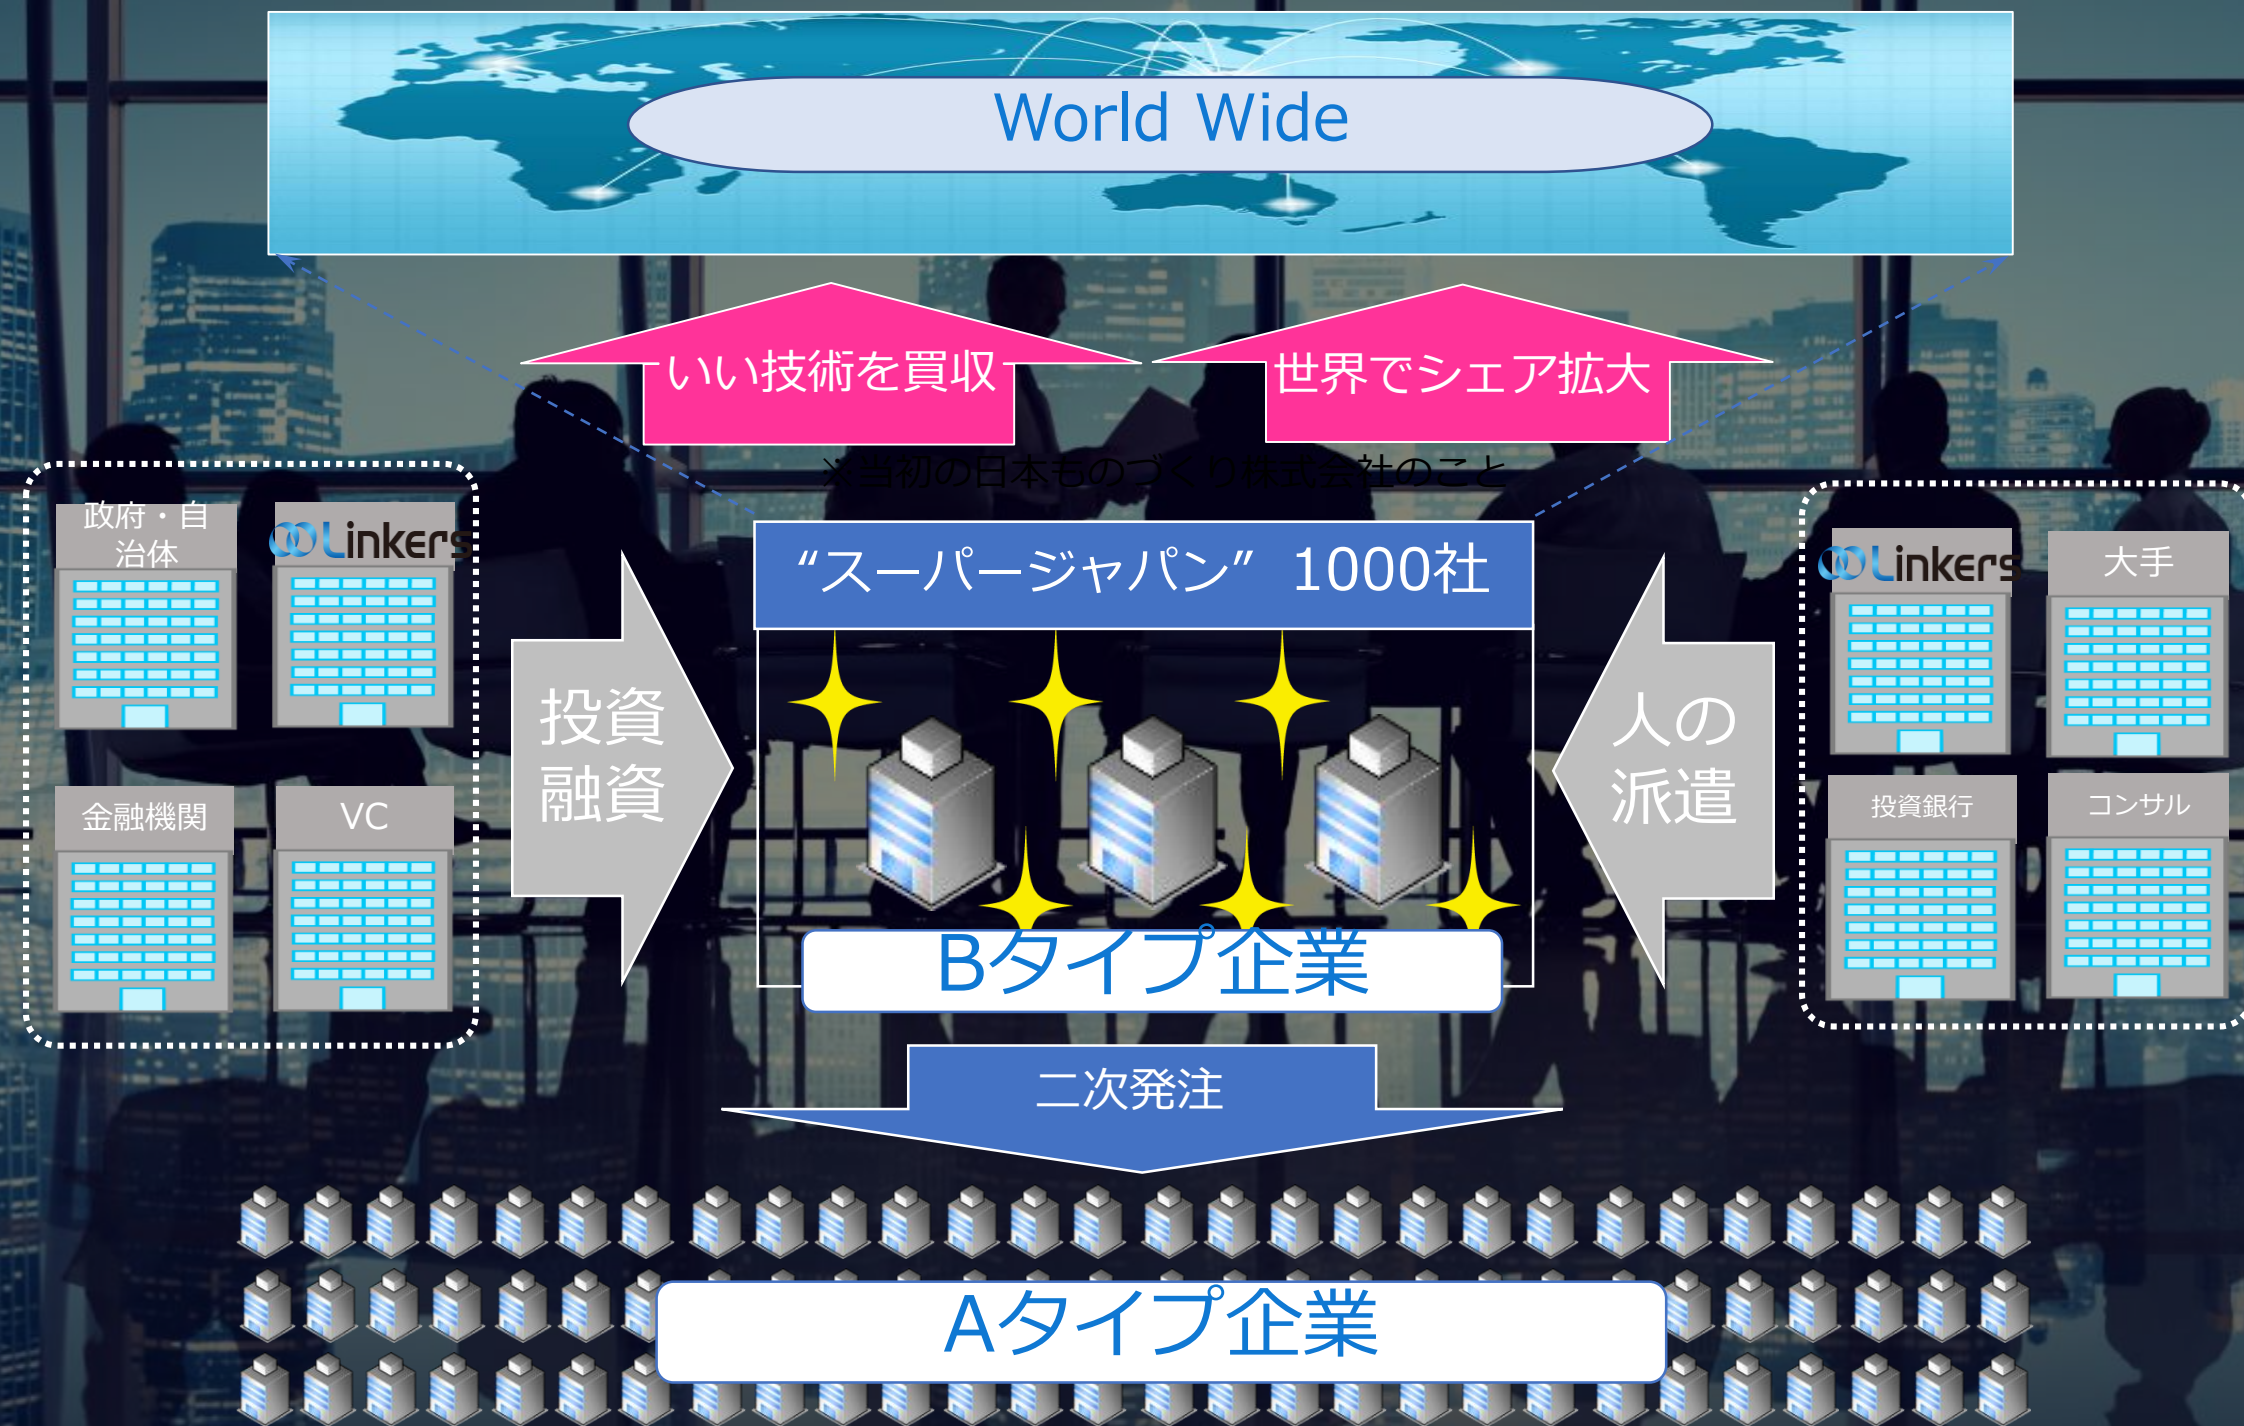 World Wide
いい技術を買収
世界でシェア拡大
※当初の日本ものづくり株式会社のこと
政府・自
治体
Linkers
金融機関
VC
投資
融資
“スーパージャパン” 1000社
Bタイプ企業
人の
派遣
Linkers
大手
投資銀行
コンサル
二次発注
Aタイプ企業